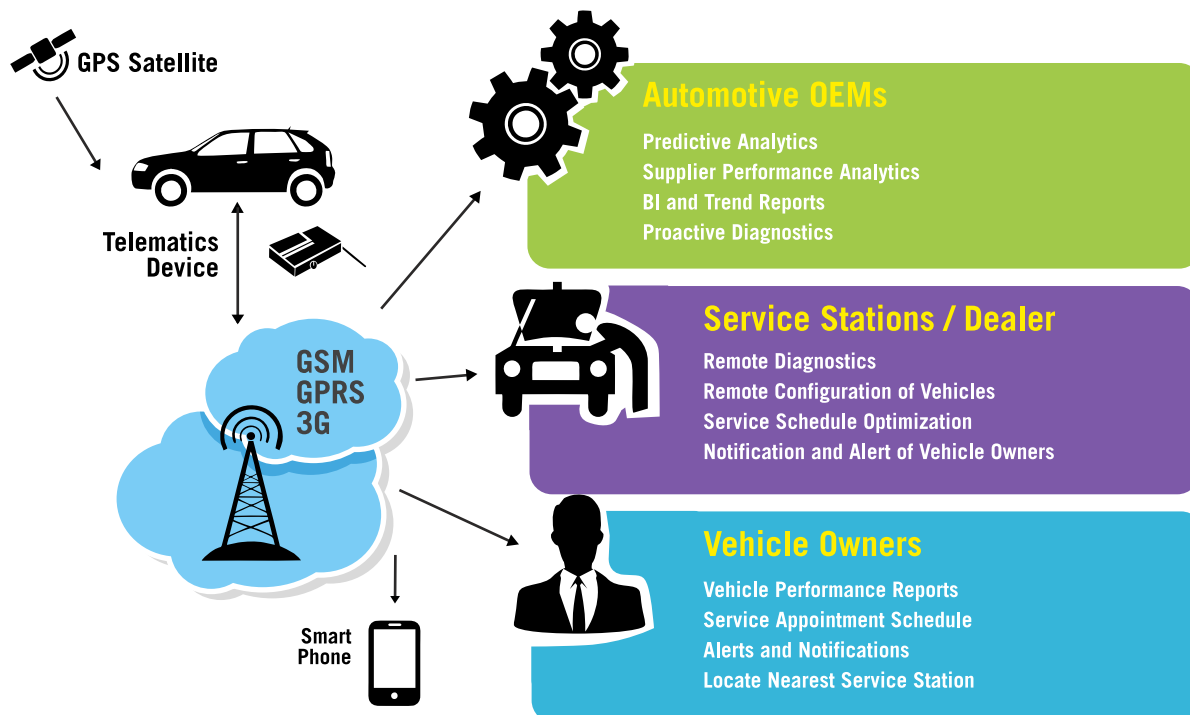 GPS Satellite
Telematics
Device
GSM
GPRS
3G
Smart
Phone
Automotive OEMs
Predictive Analytics
Supplier Performance Analytics
BI and Trend Reports
Proactive Diagnostics
Service Stations / Dealer
Remote Diagnostics
Remote Configuration of Vehicles
Service Schedule Optimization
Notification and Alert of Vehicle Owners
Vehicle Owners
Vehicle Performance Reports
Service Appointment Schedule
Alerts and Notifications
Locate Nearest Service Station